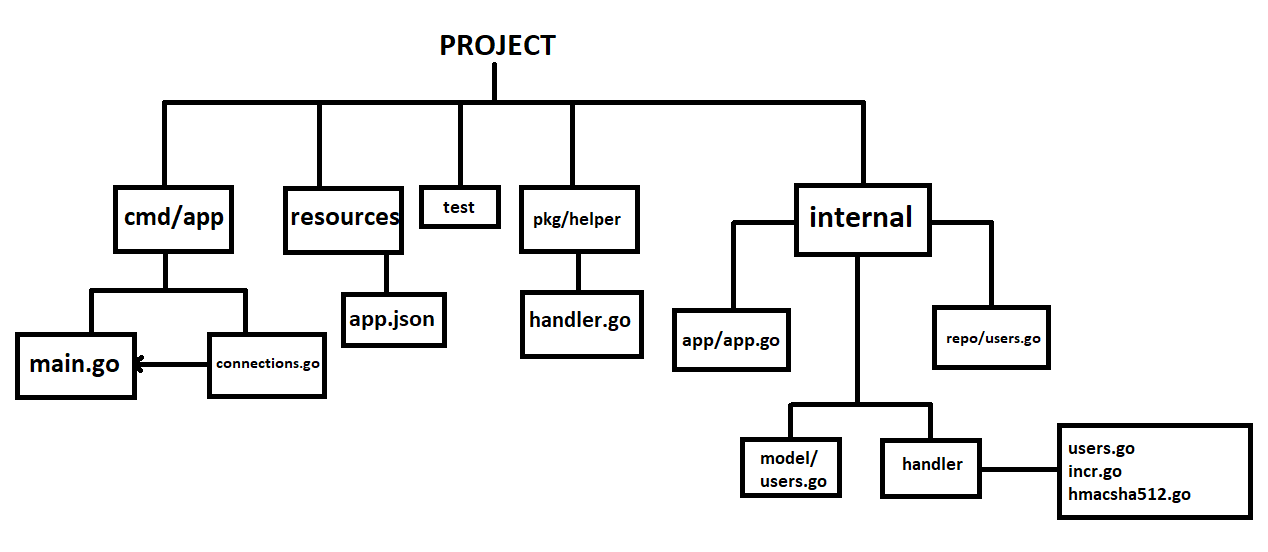 PROJECT
cmd/app
resources
test
pkg/helper
internal
main.go
connections.go
app.json
handler.go
app/app.go
repo/users.go
model/
users.go
handler
users.go
incr.go
hmacsha512.go